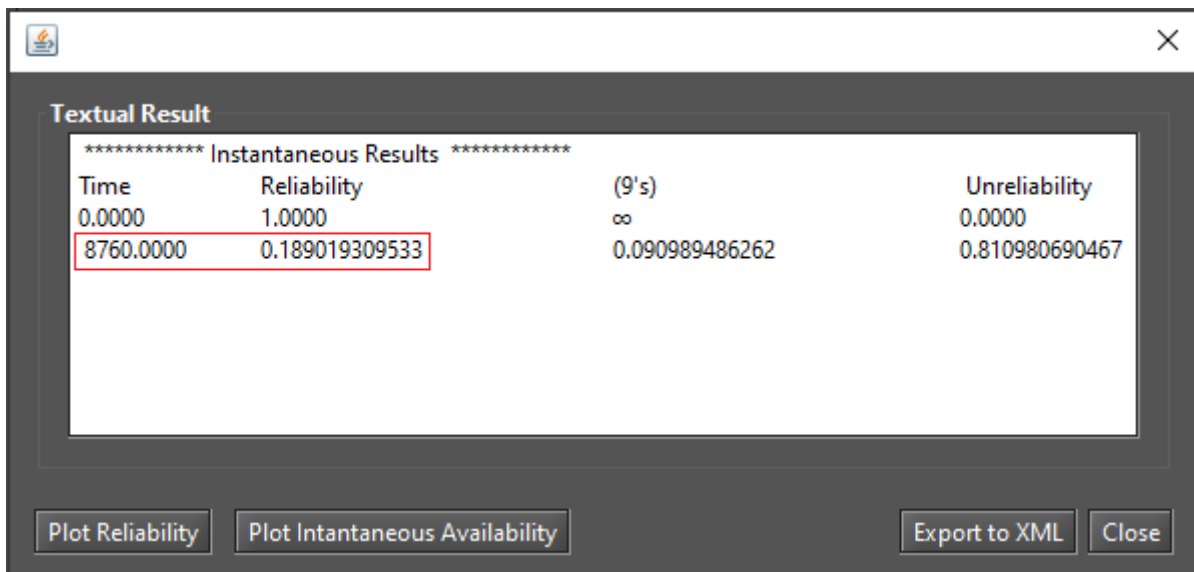 Textual Result
************ Instantaneous Results ************
Time Reliability (9's) Unreliability
0.0000 1.0000 ∞ 0.0000
8760.0000 0.189019309533 0.090989486262 0.810980690467
Plot Reliability Plot Intantaneous Availability Export to XML Close